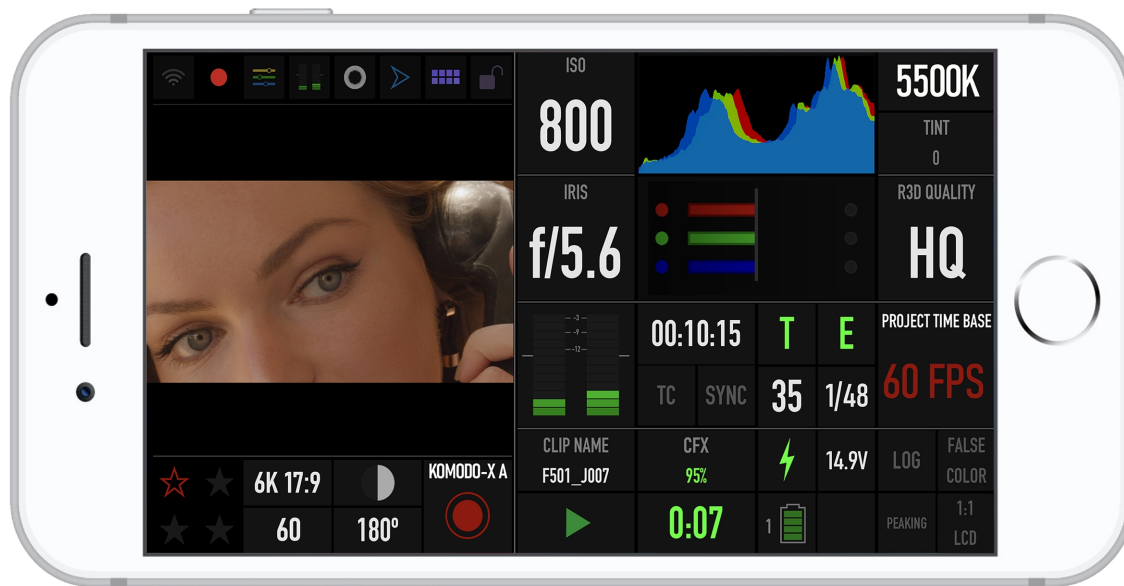 ISO
800
5500K
TINT
0
IRIS
f/5.6
R3D QUALITY
HQ
-3-
-9-
-12-
00:10:15
T
E
PROJECT TIME BASE
60 FPS
TC
SYNC
35
1/48
CLIP NAME
F501_J007
CFX
95%
14.9V
LOG
FALSE
COLOR
6K 17:9
KOMODO-X A
60
180º
0:07
1
PEAKING
1:1
LCD